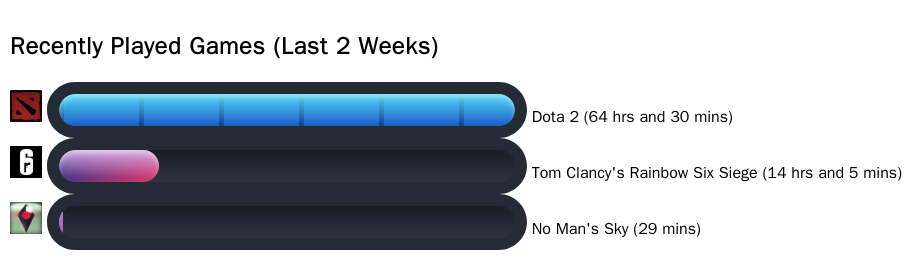 Recently Played Games (Last 2 Weeks)
Dota 2 (64 hrs and 30 mins)
6
Tom Clancy's Rainbow Six Siege (14 hrs and 5 mins)
No Man's Sky (29 mins)